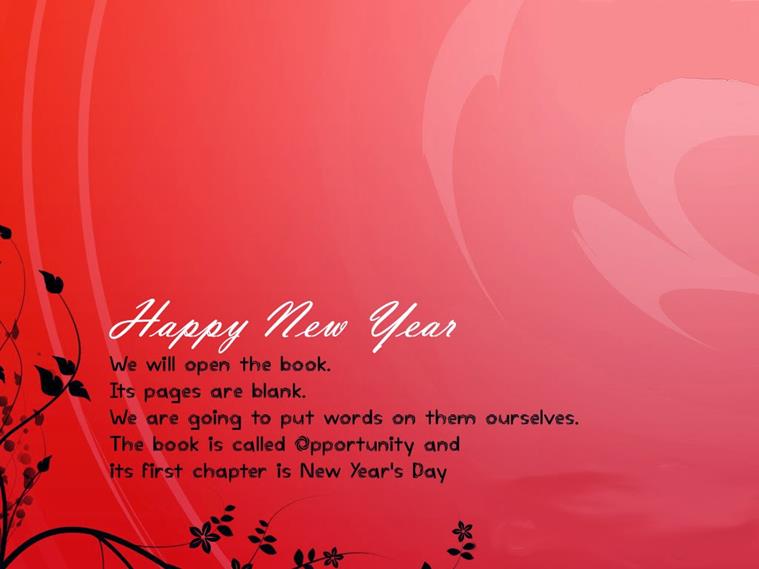 Happy New Year
We will open the book.
Its pages are blank.
We are going to put words on them ourselves.
The book is called Opportunity and
its first chapter is New Year's Day